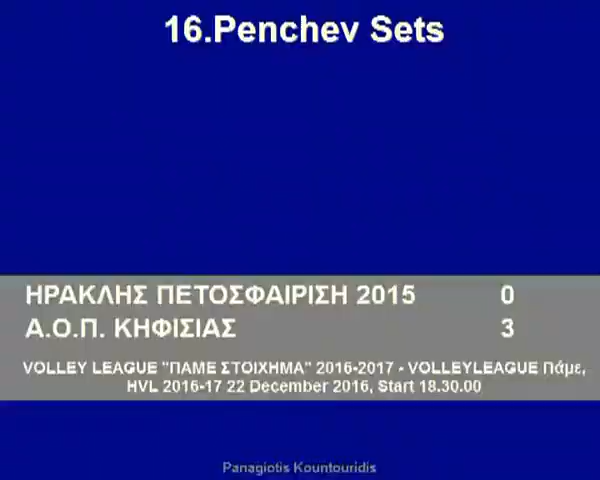 16.Penchev Sets
ΗΡΑΚΛΗΣ ΠΕΤΟΣΦΑΙΡΙΣΗ 2015 0
Α.Ο.Π. ΚΗΦΙΣΙΑΣ 3
VOLLEY LEAGUE "ΠΑΜΕ ΣΤΟΙΧΗΜΑ" 2016-2017 - VOLLEYLEAGUE Πάμε,
HVL 2016-17 22 December 2016, Start 18.30.00
Panagiotis Kountouridis